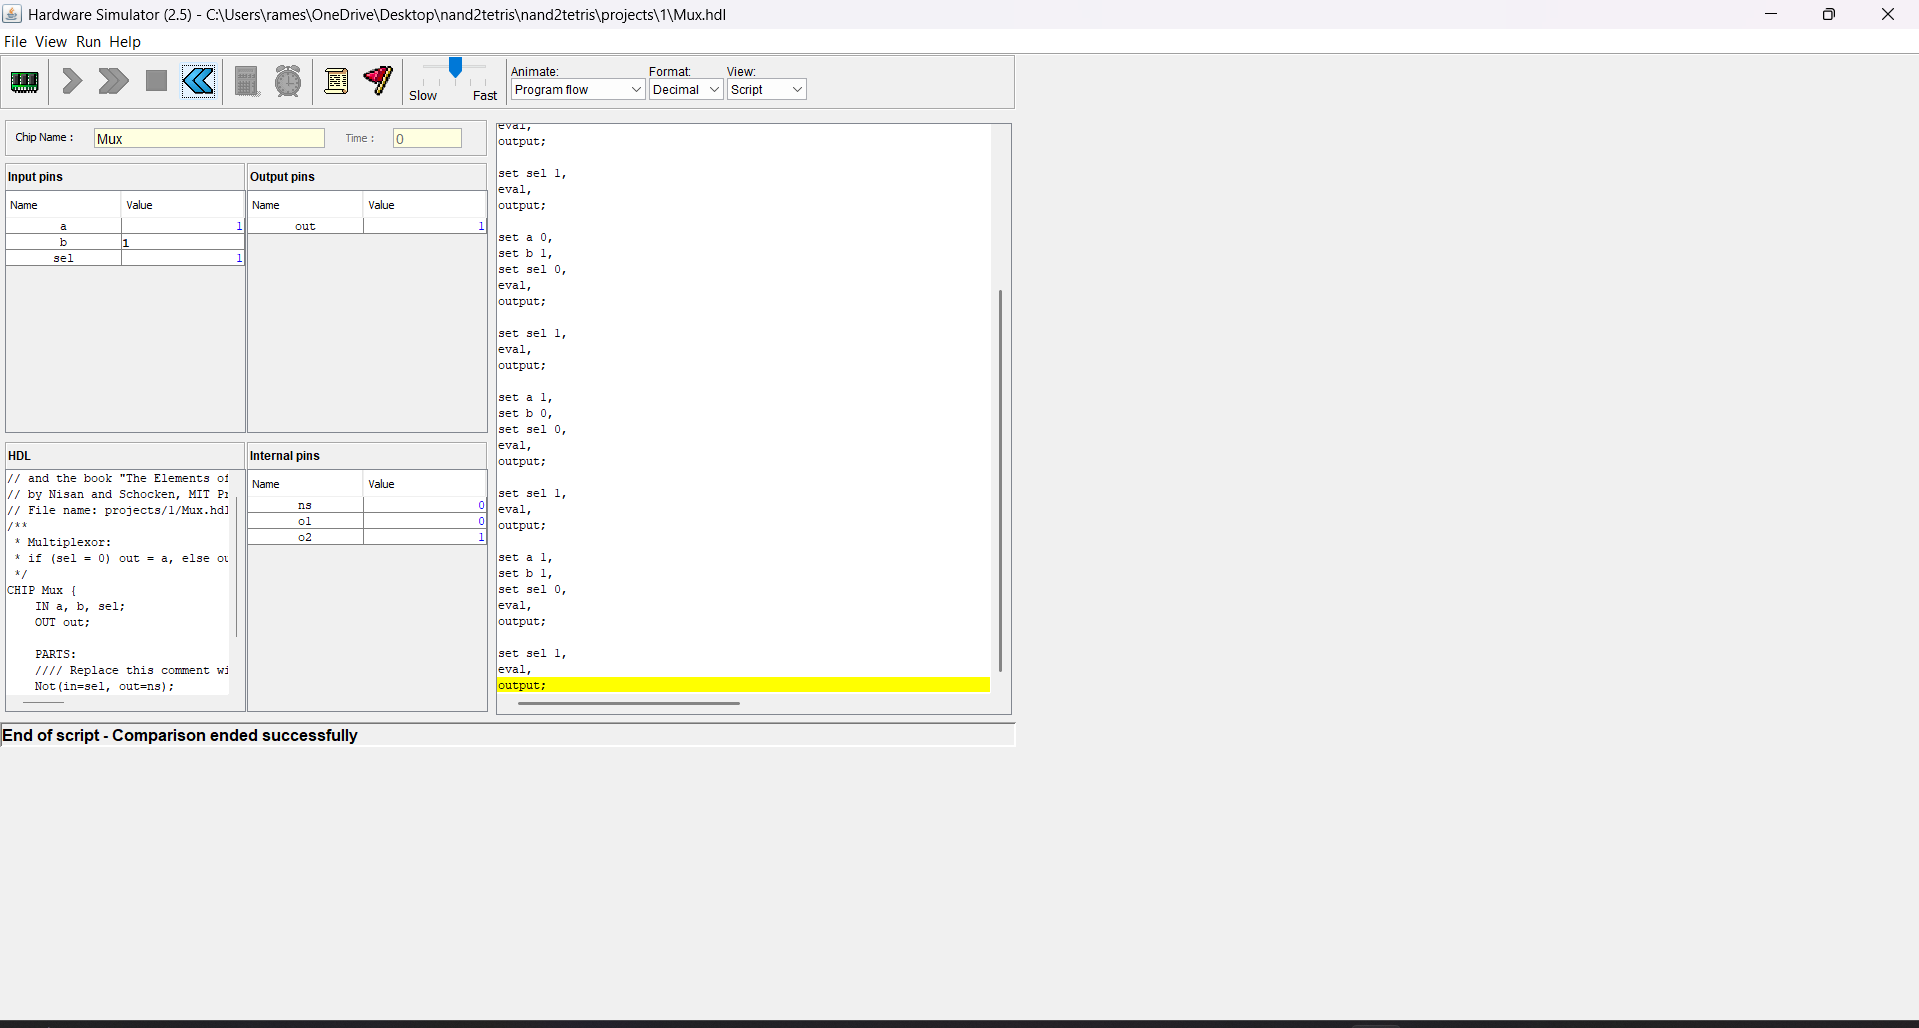 Hardware Simulator (2.5) - C:\Users\rames\OneDrive\Desktop\nand2tetris\nand2tetris\projects\1\Mux.hdl
File View Run Help
Slow Fast
Animate: Format: View:
Program flow Decimal Script
Chip Name : Mux Time : 0
Input pins
Name Value
a 1
b 1
sel 1
Output pins
Name Value
out 1
HDL
// and the book "The Elements of
// by Nisan and Schocken, MIT Pr
// File name: projects/1/Mux.hdl
/**
* Multiplexor:
* if (sel = 0) out = a, else ou
*/
CHIP Mux {
IN a, b, sel;
OUT out;
PARTS:
//// Replace this comment wi
Not(in=sel, out=ns);
Internal pins
Name Value
ns 0
o1 0
o2 1
eval,
output;
set sel 1,
eval,
output;
set a 0,
set b 1,
set sel 0,
eval,
output;
set sel 1,
eval,
output;
set a 1,
set b 0,
set sel 0,
eval,
output;
set sel 1,
eval,
output;
set a 1,
set b 1,
set sel 0,
eval,
output;
set sel 1,
eval,
output;
End of script - Comparison ended successfully